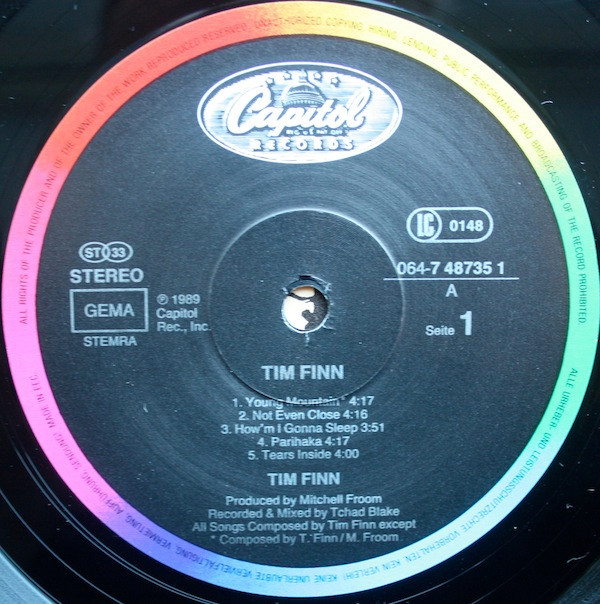 ALL RIGHTS OF THE PRODUCER AND OF THE OWNER OF THE WORK REPRODUCED RESERVED. UNAUTHORIZED COPYING, HIRING, LENDING, PUBLIC PERFORMANCE AND BROADCASTING OF THE RECORD PROHIBITED.
Capitol
RECORDS
LC 0148
ST 33
STEREO
GEMA
STEMRA
℗ 1989
Capitol
Rec., Inc.
064-7 48735 1
A
Seite 1
TIM FINN
1. Young Mountain* 4:17
2. Not Even Close 4:16
3. How'm I Gonna Sleep 3:51
4. Parihaka 4:17
5. Tears Inside 4:00
TIM FINN
Produced by Mitchell Froom
Recorded & Mixed by Tchad Blake
All Songs Composed by Tim Finn except
* Composed by T. Finn/M. Froom
ALLE URHEBER- UND LEISTUNGSSCHUTZRECHTE VORBEHALTEN. KEIN VERLEIH! KEINE UNERLAUBTE VERVIELFÄLTIGUNG, VERMIETUNG, AUFFÜHRUNG, SENDUNG! MADE IN EEC.